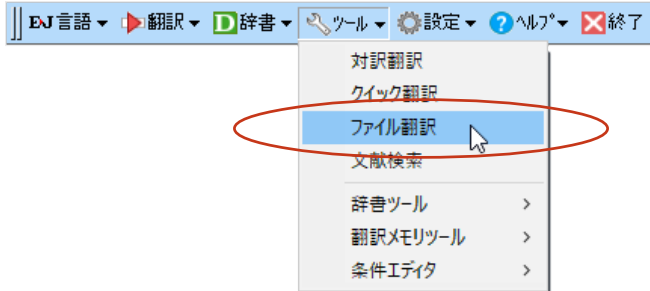 EJ 言語 ▼ 翻訳 ▼ D 辞書 ▼ ツール ▼ 設定 ▼ ? ヘルプ ▼ 終了
対訳翻訳
クイック翻訳
ファイル翻訳
文献検索
辞書ツール >
翻訳メモリツール >
条件エディタ >